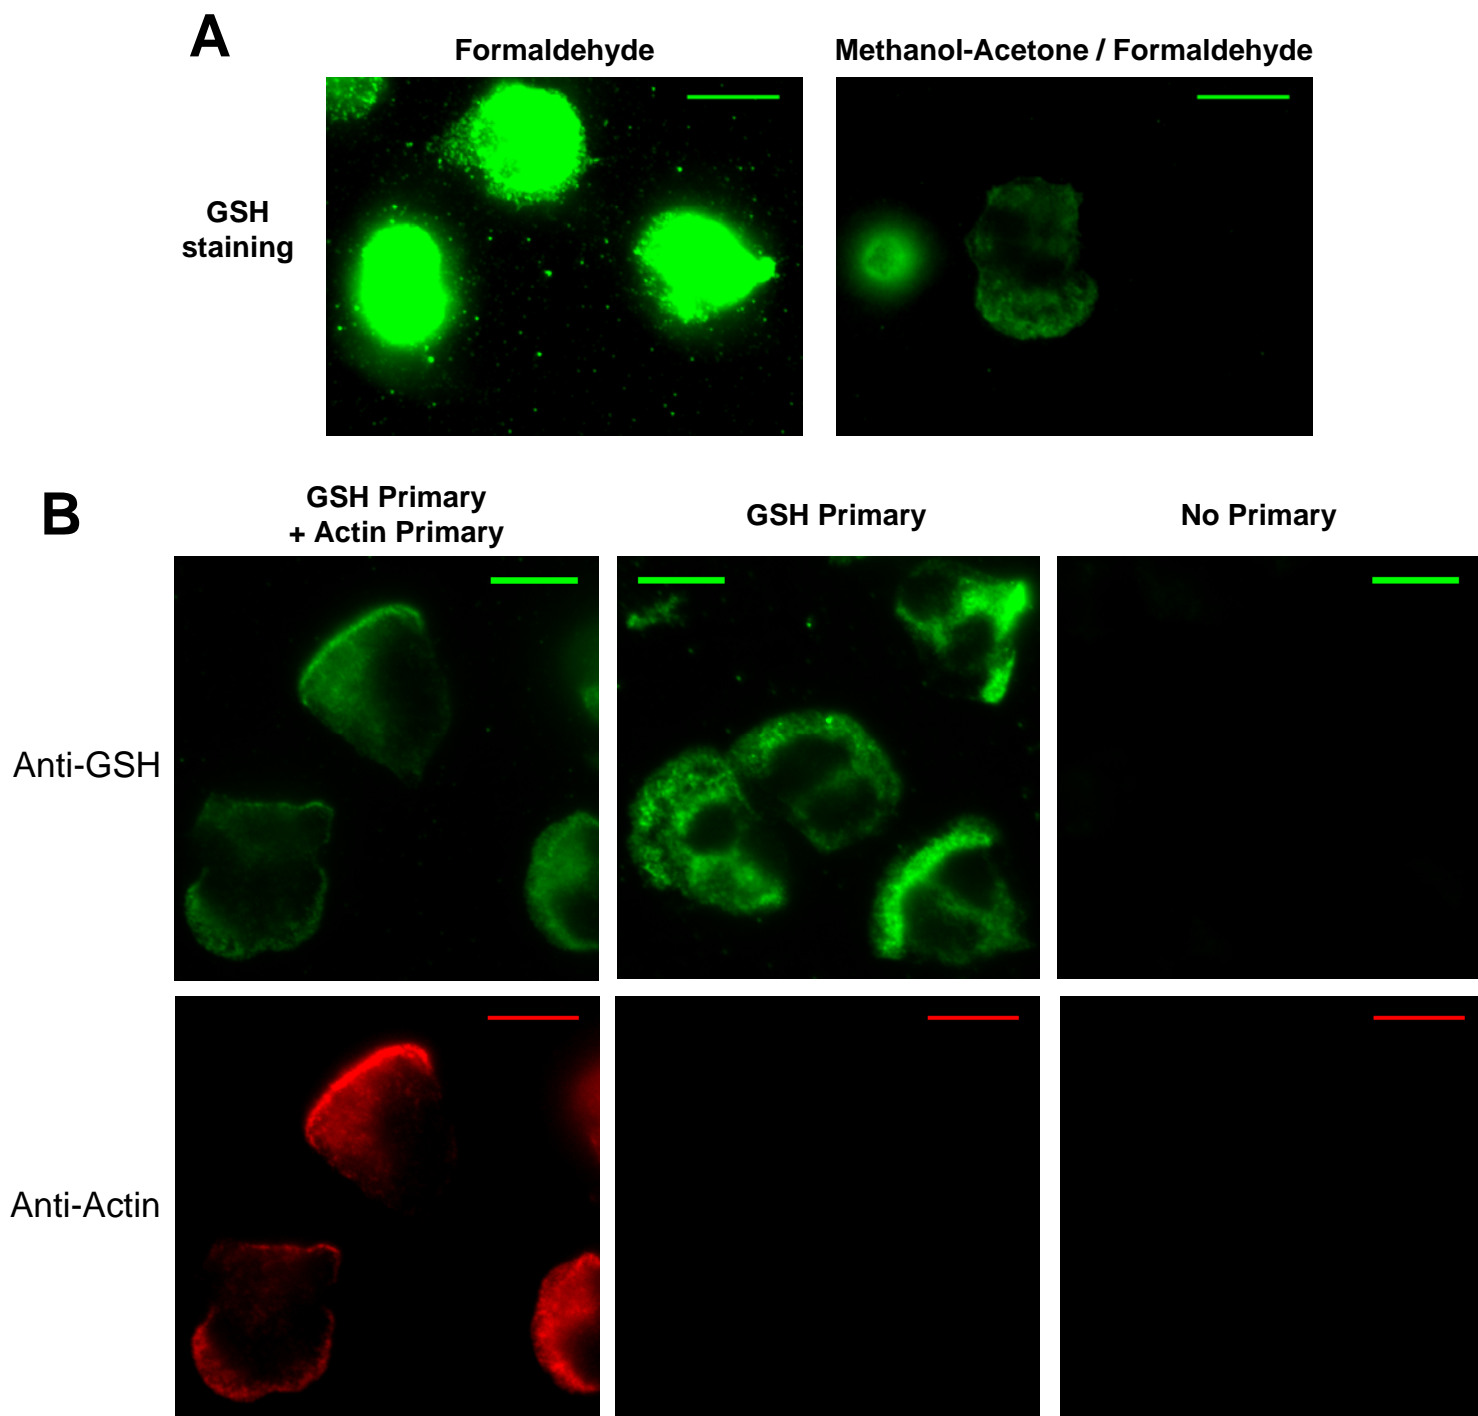 A
Formaldehyde
Methanol-Acetone / Formaldehyde
GSH
staining
B
GSH Primary
+ Actin Primary
GSH Primary
No Primary
Anti-GSH
Anti-Actin